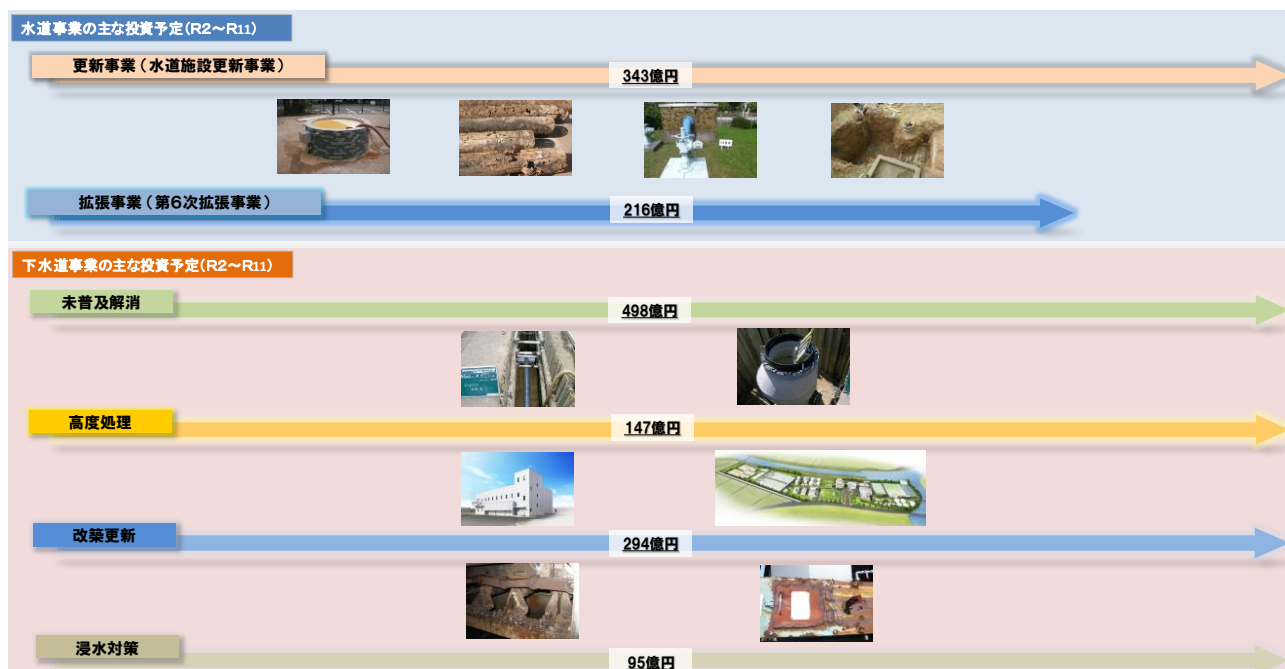 水道事業の主な投資予定(R2～R11)
更新事業（水道施設更新事業）
343億円
拡張事業（第6次拡張事業）
216億円
下水道事業の主な投資予定(R2～R11)
未普及解消
498億円
高度処理
147億円
改築更新
294億円
浸水対策
95億円